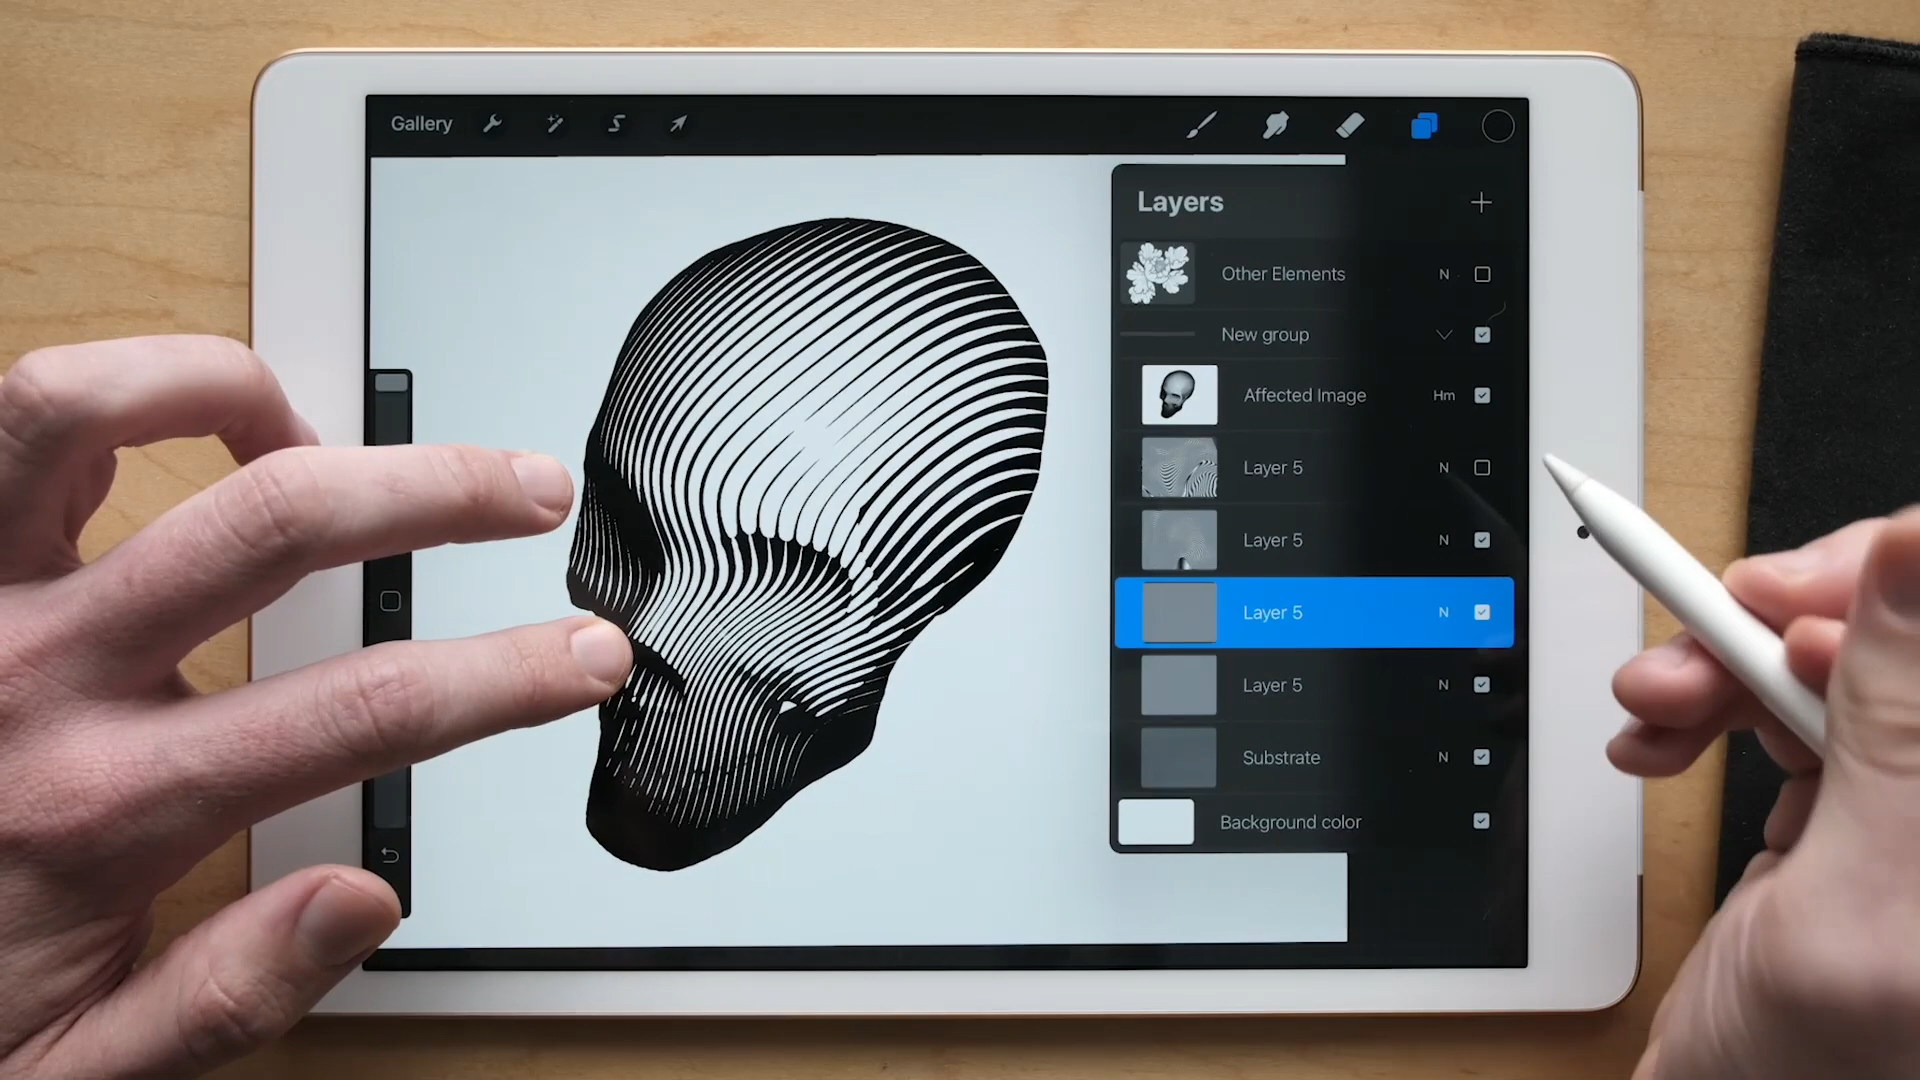 Gallery
Layers
Other Elements N
New group
Affected Image Hm
Layer 5 N
Layer 5 N
Layer 5 N
Layer 5 N
Substrate N
Background color